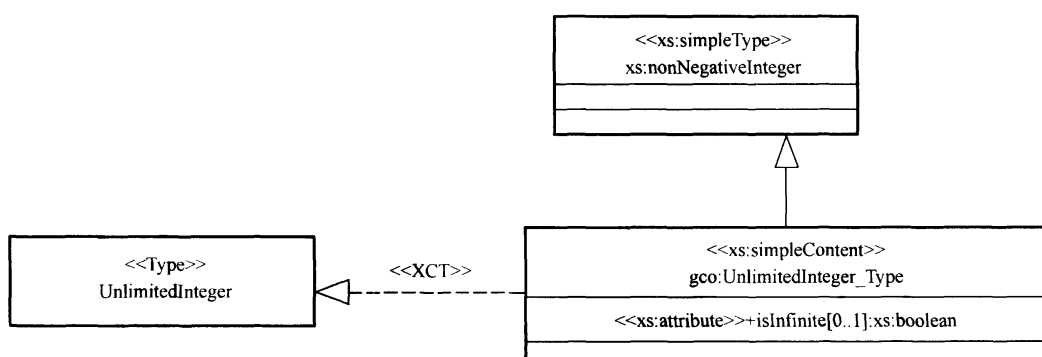 <<xs:simpleType>>
xs:nonNegativeInteger
<<Type>>
UnlimitedInteger
<<XCT>>
<<xs:simpleContent>>
gco:UnlimitedInteger_Type
<<xs:attribute>>+isInfinite[0..1]:xs:boolean